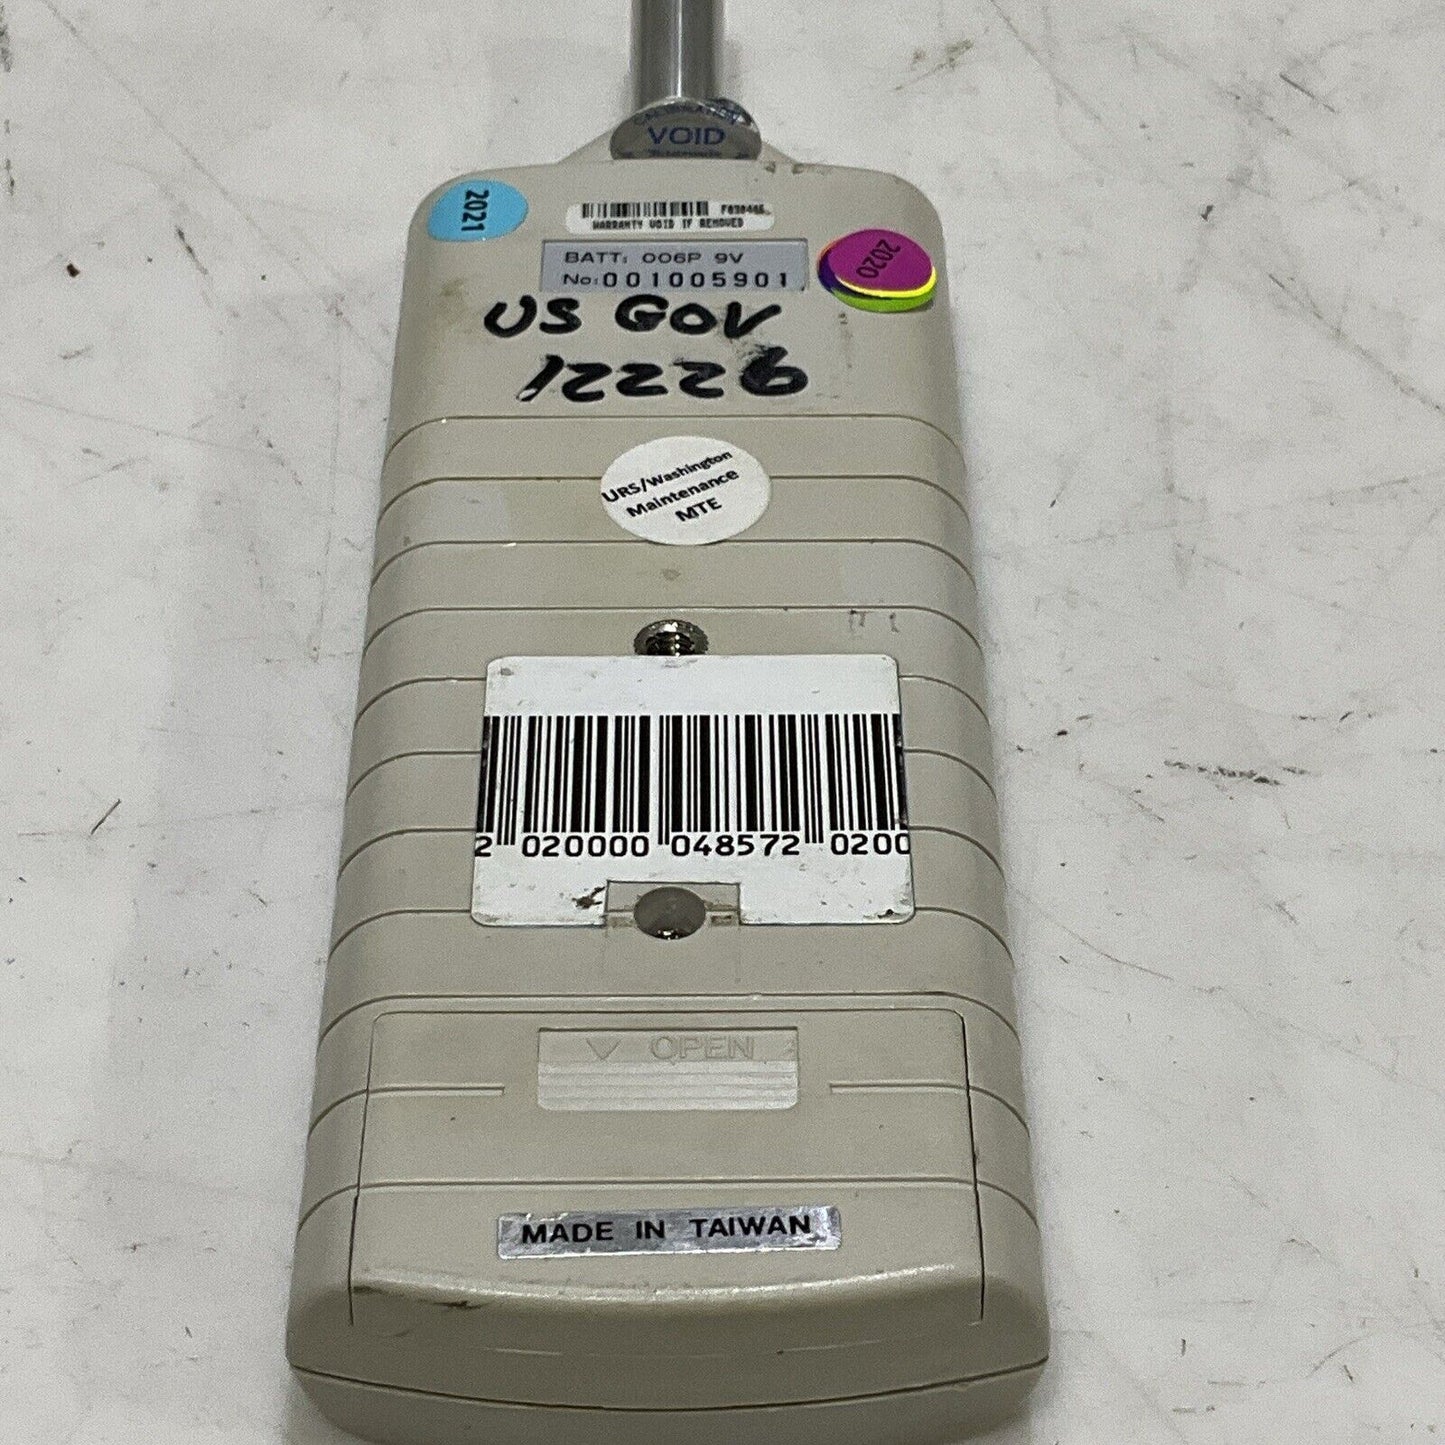 CALIBRATION
VOID
2021
WARRANTY VOID IF REMOVED
BATT: 006P 9V
No: 001005901
2020
US GOV
12226
URS/Washington
Maintenance
MTE
2 020000 048572 0200
OPEN
MADE IN TAIWAN